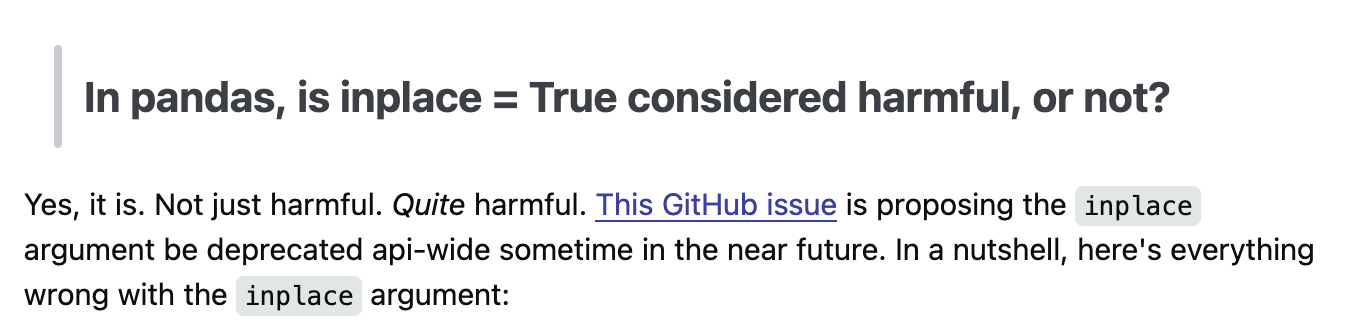 In pandas, is inplace = True considered harmful, or not?
Yes, it is. Not just harmful. Quite harmful. This GitHub issue is proposing the inplace
argument be deprecated api-wide sometime in the near future. In a nutshell, here's everything
wrong with the inplace argument: